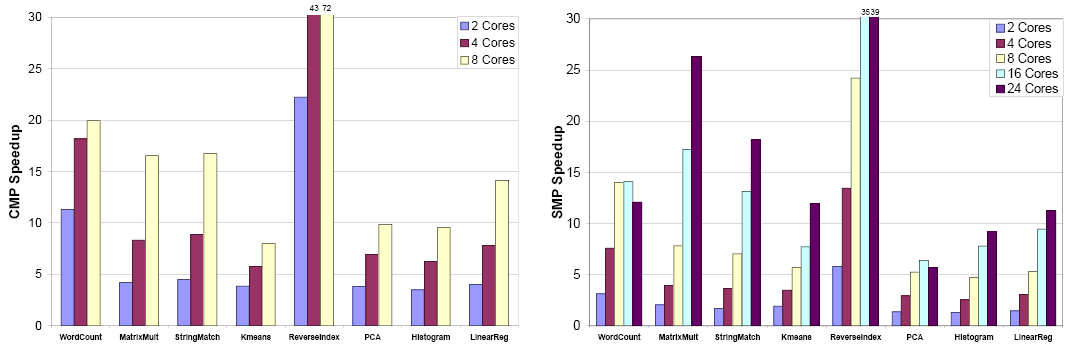 43 72
30
25
20
15
10
5
0
CMP Speedup
2 Cores
4 Cores
8 Cores
WordCount MatrixMult StringMatch Kmeans ReverseIndex PCA Histogram LinearReg
3539
30
25
20
15
10
5
0
SMP Speedup
2 Cores
4 Cores
8 Cores
16 Cores
24 Cores
WordCount MatrixMult StringMatch Kmeans ReverseIndex PCA Histogram LinearReg